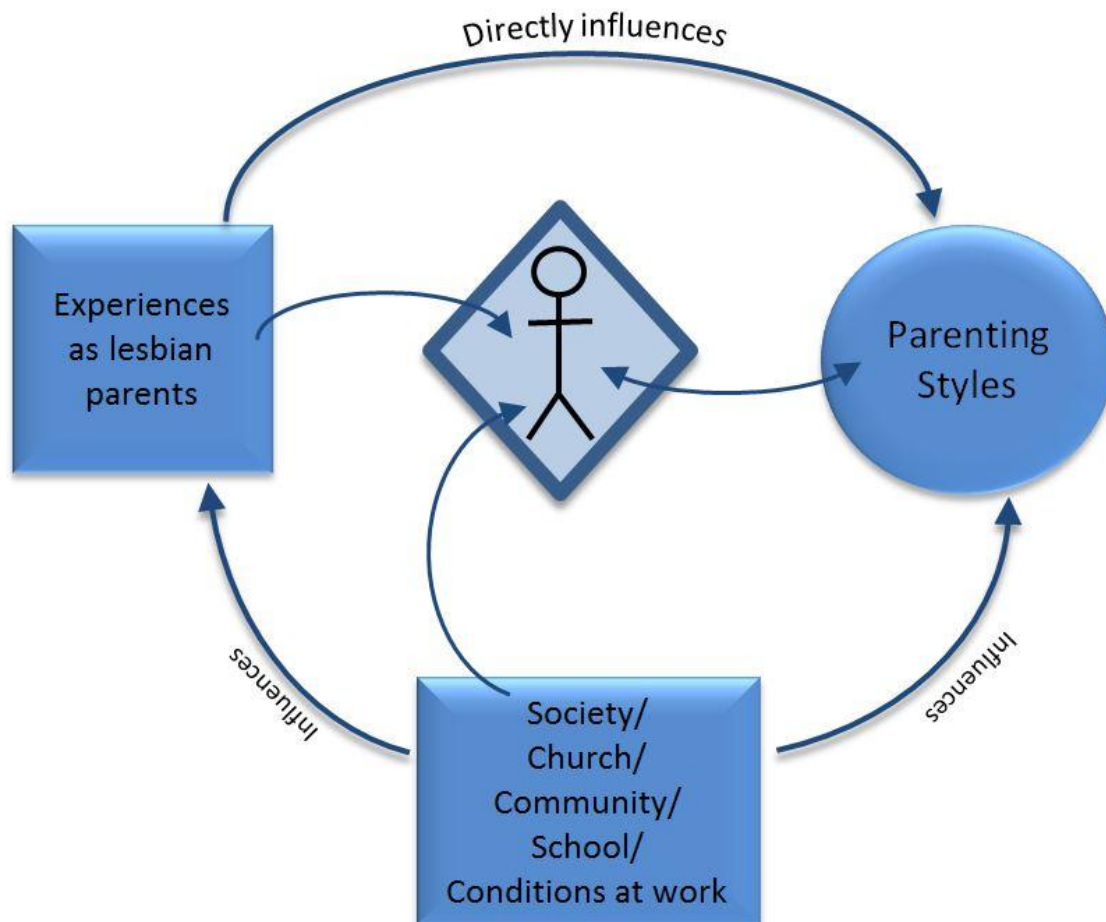 Directly influences
Experiences
as lesbian
parents
Parenting
Styles
Influences
Influences
Society/
Church/
Community/
School/
Conditions at work